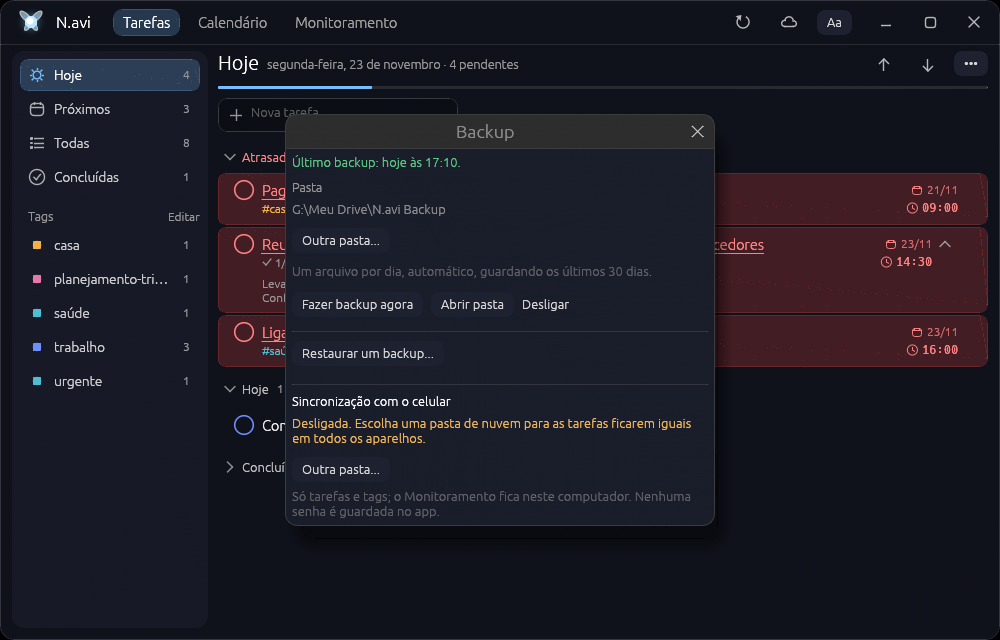 N.avi
Tarefas
Calendário
Monitoramento
Aa
Hoje 4
Próximos 3
Todas 8
Concluídas 1
Tags Editar
casa 1
planejamento-tri... 1
saúde 1
trabalho 3
urgente 1
Hoje segunda-feira, 23 de novembro · 4 pendentes
Nova tarefa
Backup
Último backup: hoje às 17:10.
Pasta
G:\Meu Drive\N.avi Backup
Outra pasta...
Um arquivo por dia, automático, guardando os últimos 30 dias.
Fazer backup agora Abrir pasta Desligar
Restaurar um backup...
Sincronização com o celular
Desligada. Escolha uma pasta de nuvem para as tarefas ficarem iguais
em todos os aparelhos.
Outra pasta...
Só tarefas e tags; o Monitoramento fica neste computador. Nenhuma
senha é guardada no app.
21/11
09:00
23/11
14:30
23/11
16:00
Hoje 1